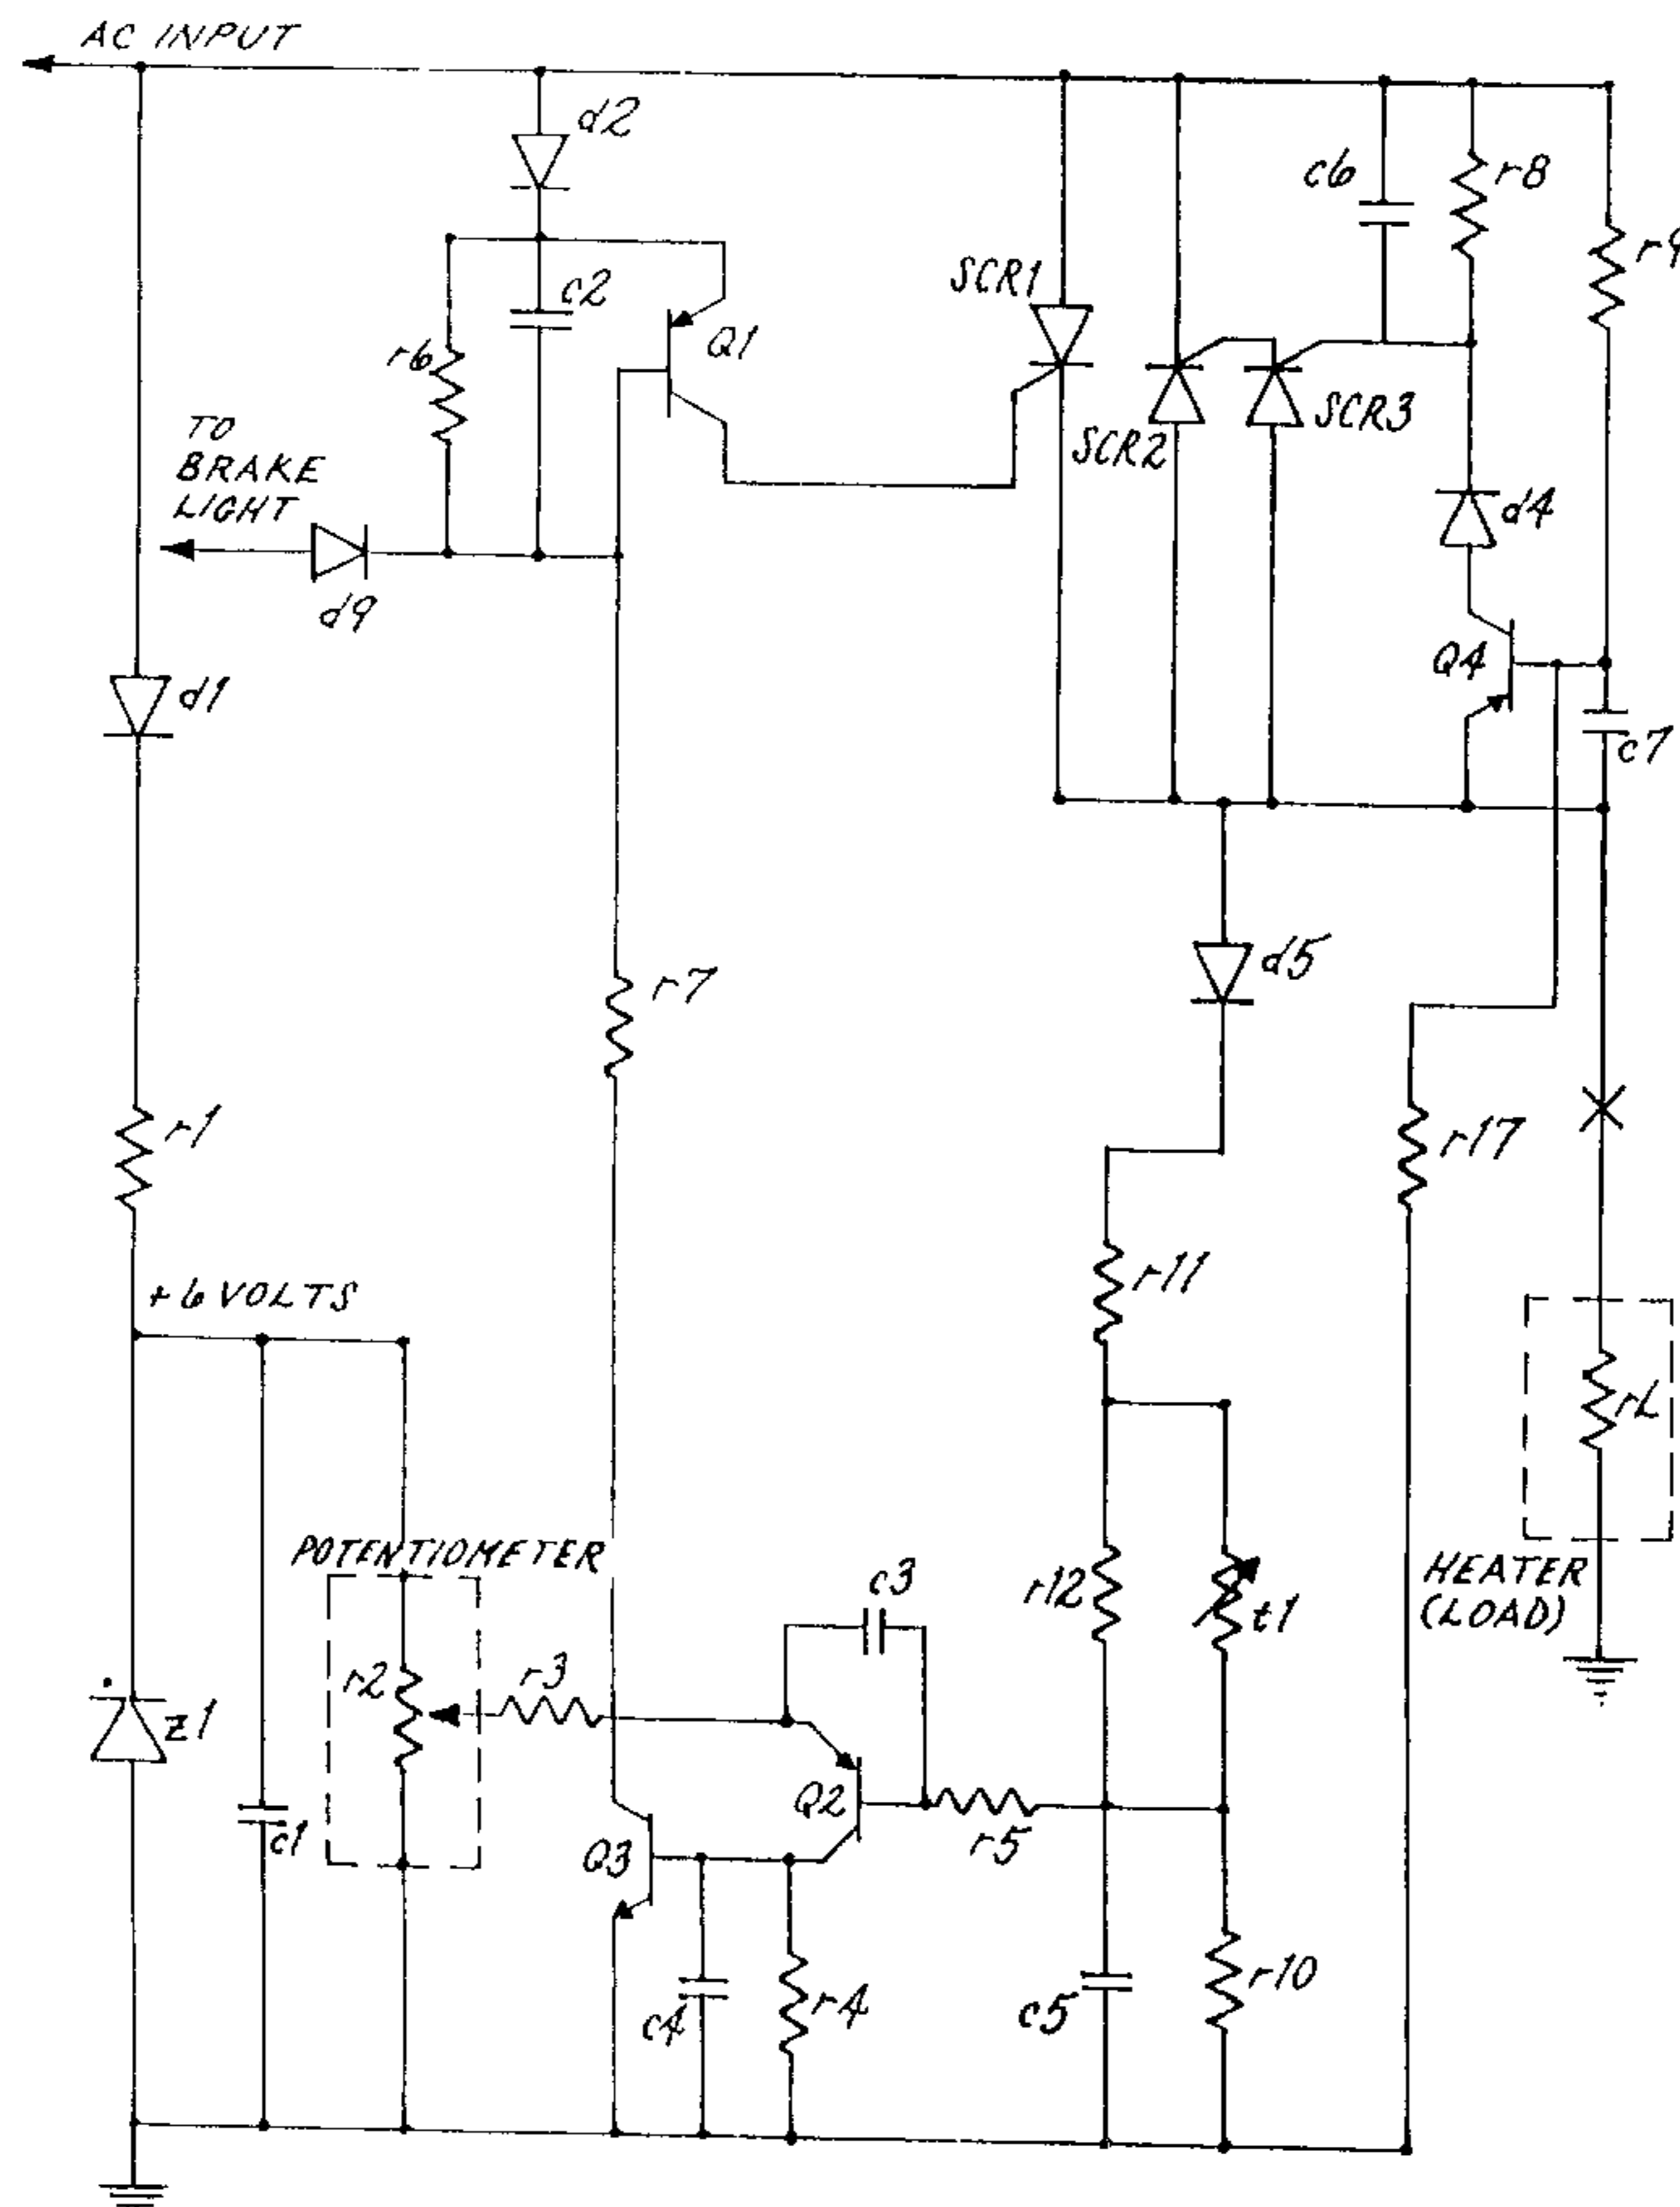 AC INPUT
d2
c6
r8
r9
SCR1
c2
Q1
r6
SCR3
SCR2
TO
BRAKE
LIGHT
d4
d9
Q4
d1
c7
d5
r7
r1
r17
r11
+6 VOLTS
rL
POTENTIOMETER
HEATER
(LOAD)
c3
r12
t1
r2
r3
z1
Q2
r5
c1
Q3
r10
r4
c4
c5